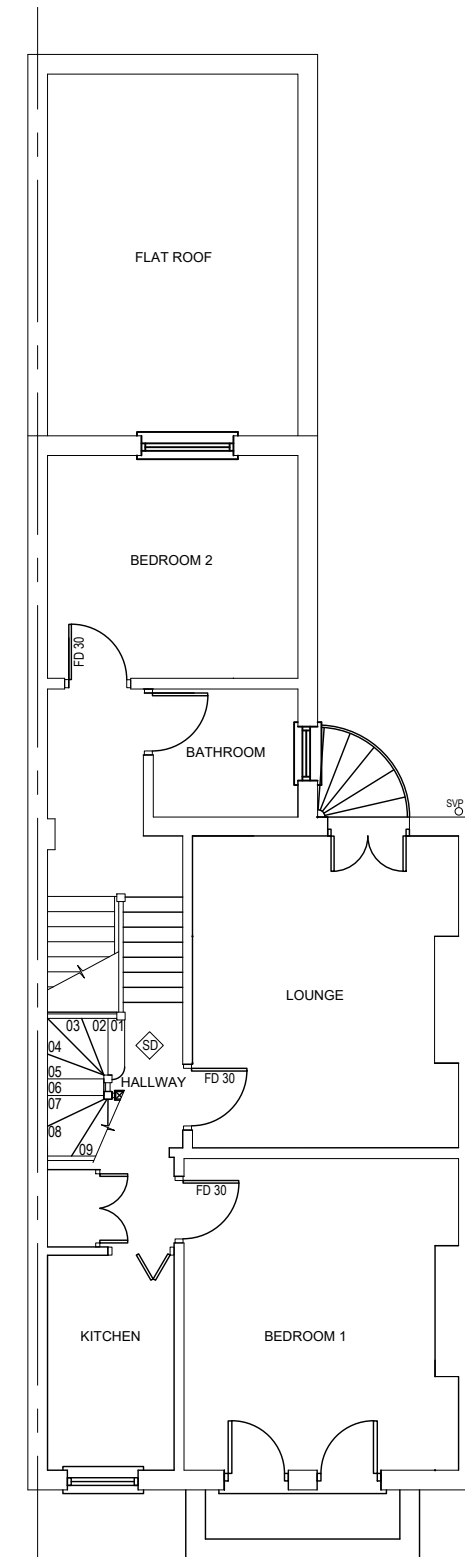 FLAT ROOF
BEDROOM 2
FD 30
BATHROOM
SVP
LOUNGE
03 02 01
SD
04
05
HALLWAY
FD 30
06
07
08
09
FD 30
KITCHEN
BEDROOM 1